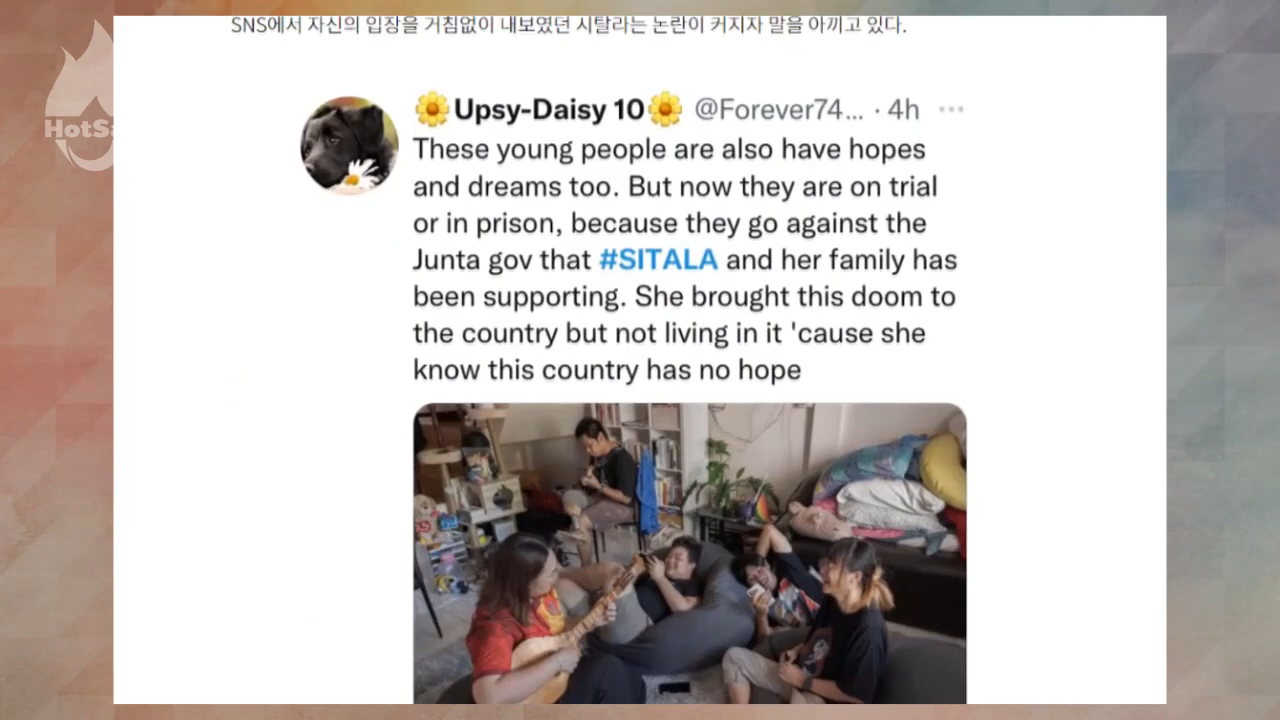 SNS에서 자신의 입장을 거침없이 내보였던 시탈라는 논란이 커지자 말을 아끼고 있다.
🌼Upsy-Daisy 10🌼 @Forever74... · 4h
These young people are also have hopes
and dreams too. But now they are on trial
or in prison, because they go against the
Junta gov that #SITALA and her family has
been supporting. She brought this doom to
the country but not living in it 'cause she
know this country has no hope